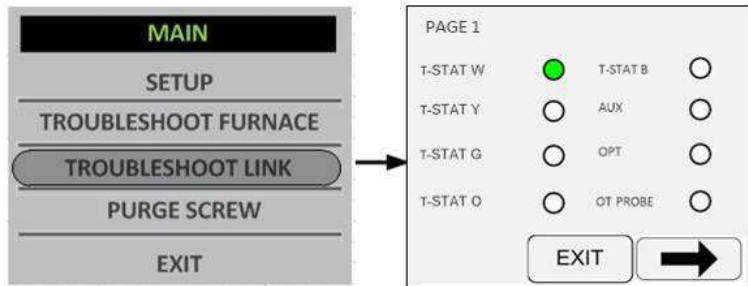 MAIN
SETUP
TROUBLESHOOT FURNACE
TROUBLESHOOT LINK
PURGE SCREW
EXIT
PAGE 1
T-STAT W T-STAT B
T-STAT Y AUX
T-STAT G OPT
T-STAT O OT PROBE
EXIT